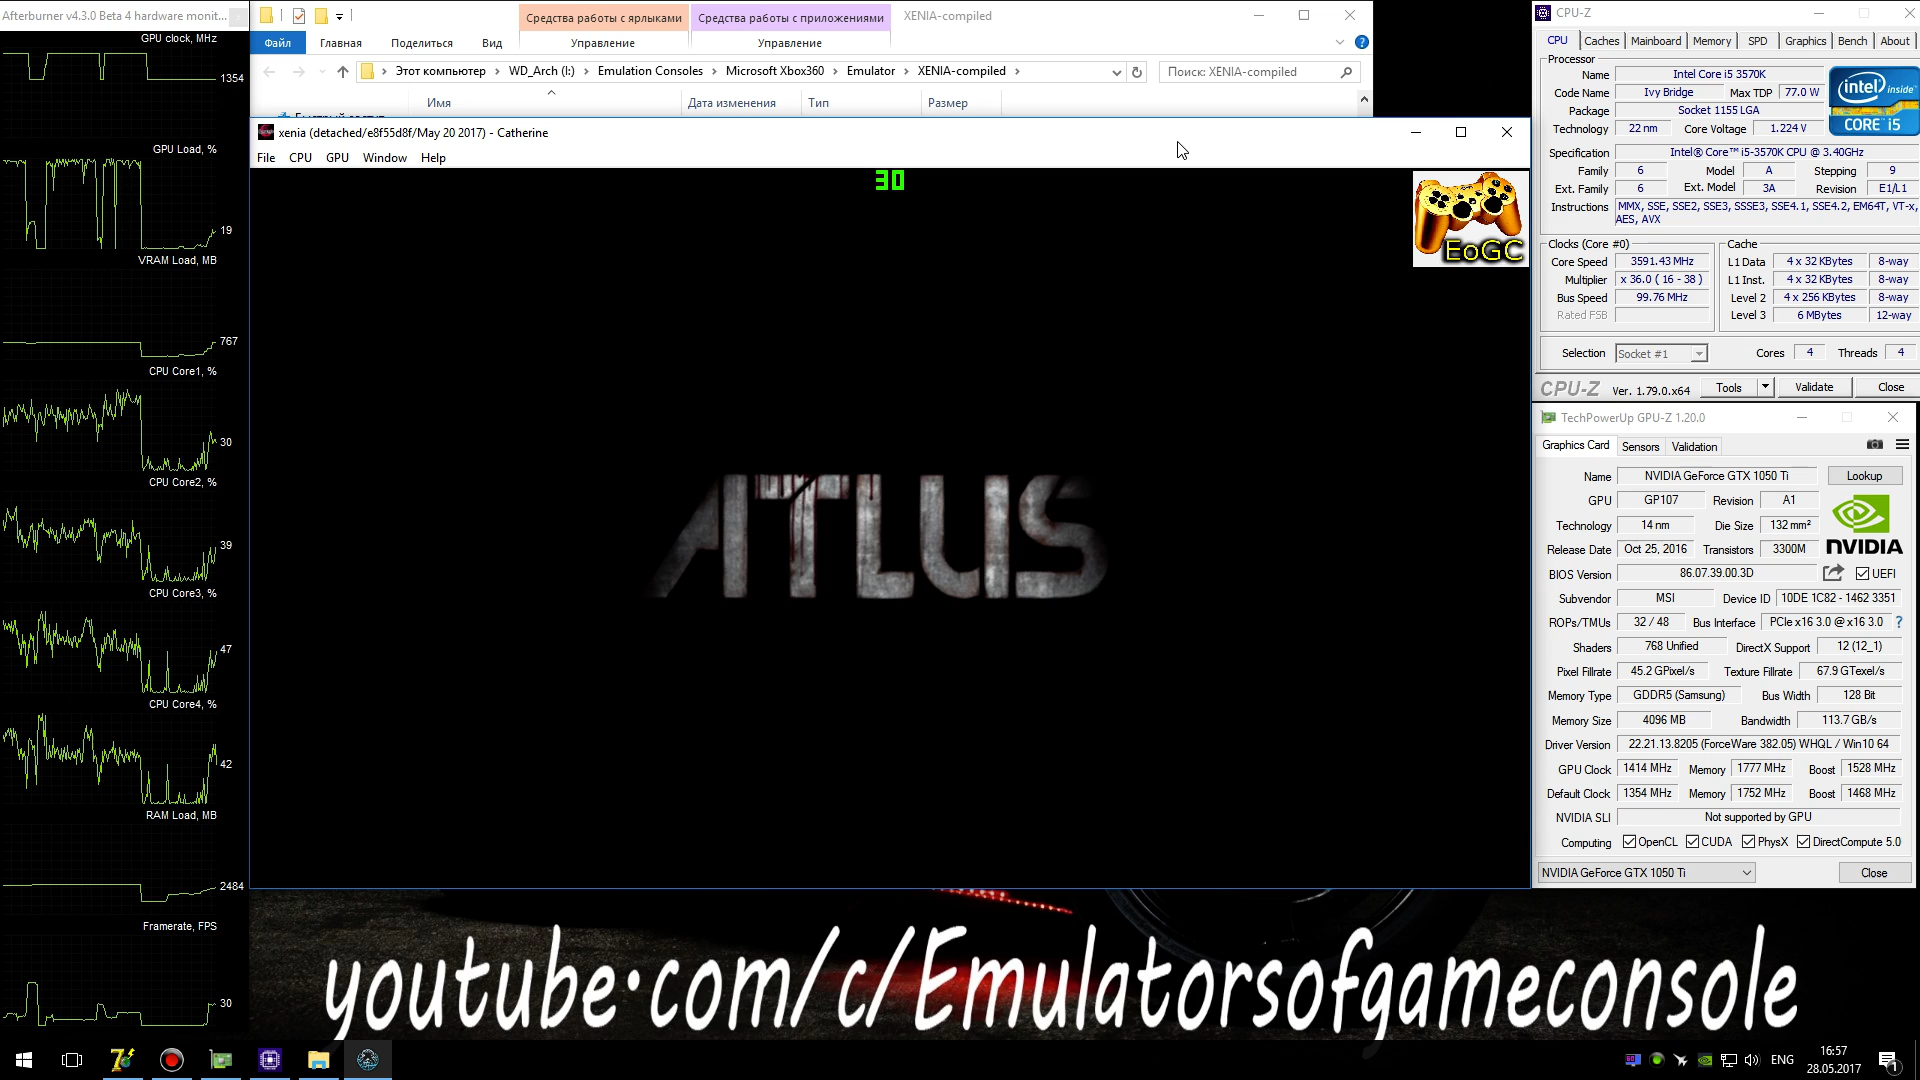 Afterburner v4.3.0 Beta 4 hardware monit...
GPU clock, MHz
1354
GPU Load, %
19
VRAM Load, MB
767
CPU Core1, %
30
CPU Core2, %
39
CPU Core3, %
47
CPU Core4, %
42
RAM Load, MB
2484
Framerate, FPS
30
Средства работы с ярлыками
Средства работы с приложениями
XENIA-compiled
Файл
Главная
Поделиться
Вид
Управление
Управление
Этот компьютер
WD_Arch (I:)
Emulation Consoles
Microsoft Xbox360
Emulator
XENIA-compiled
Поиск: XENIA-compiled
Имя
Дата изменения
Тип
Размер
xenia (detached/e8f55d8f/May 20 2017) - Catherine
File CPU GPU Window Help
30
EoGC
ATLUS
CPU-Z
CPU Caches Mainboard Memory SPD Graphics Bench About
Processor
Name Intel Core i5 3570K
Code Name Ivy Bridge Max TDP 77.0 W
Package Socket 1155 LGA
Technology 22 nm Core Voltage 1.224 V
intel inside
CORE i5
Specification Intel® Core™ i5-3570K CPU @ 3.40GHz
Family 6 Model A Stepping 9
Ext. Family 6 Ext. Model 3A Revision E1/L1
Instructions MMX, SSE, SSE2, SSE3, SSSE3, SSE4.1, SSE4.2, EM64T, VT-x,
AES, AVX
Clocks (Core #0)
Core Speed 3591.43 MHz
Multiplier x 36.0 ( 16 - 38 )
Bus Speed 99.76 MHz
Rated FSB
Cache
L1 Data 4 x 32 KBytes 8-way
L1 Inst. 4 x 32 KBytes 8-way
Level 2 4 x 256 KBytes 8-way
Level 3 6 MBytes 12-way
Selection Socket #1 Cores 4 Threads 4
CPU-Z Ver. 1.79.0.x64 Tools Validate Close
TechPowerUp GPU-Z 1.20.0
Graphics Card Sensors Validation
Name NVIDIA GeForce GTX 1050 Ti Lookup
GPU GP107 Revision A1
Technology 14 nm Die Size 132 mm²
Release Date Oct 25, 2016 Transistors 3300M
NVIDIA
BIOS Version 86.07.39.00.3D UEFI
Subvendor MSI Device ID 10DE 1C82 - 1462 3351
ROPs/TMUs 32 / 48 Bus Interface PCIe x16 3.0 @ x16 3.0 ?
Shaders 768 Unified DirectX Support 12 (12_1)
Pixel Fillrate 45.2 GPixel/s Texture Fillrate 67.9 GTexel/s
Memory Type GDDR5 (Samsung) Bus Width 128 Bit
Memory Size 4096 MB Bandwidth 113.7 GB/s
Driver Version 22.21.13.8205 (ForceWare 382.05) WHQL / Win10 64
GPU Clock 1414 MHz Memory 1777 MHz Boost 1528 MHz
Default Clock 1354 MHz Memory 1752 MHz Boost 1468 MHz
NVIDIA SLI Not supported by GPU
Computing OpenCL CUDA PhysX DirectCompute 5.0
NVIDIA GeForce GTX 1050 Ti Close
youtube.com/c/Emulatorsofgameconsole
ENG
16:57
28.05.2017
1